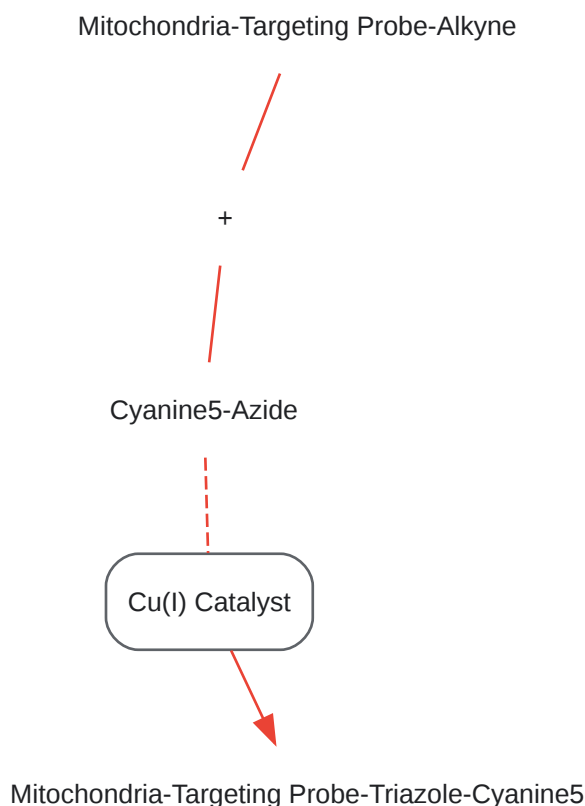 Mitochondria-Targeting Probe-Alkyne
+
Cyanine5-Azide
Cu(I) Catalyst
Mitochondria-Targeting Probe-Triazole-Cyanine5